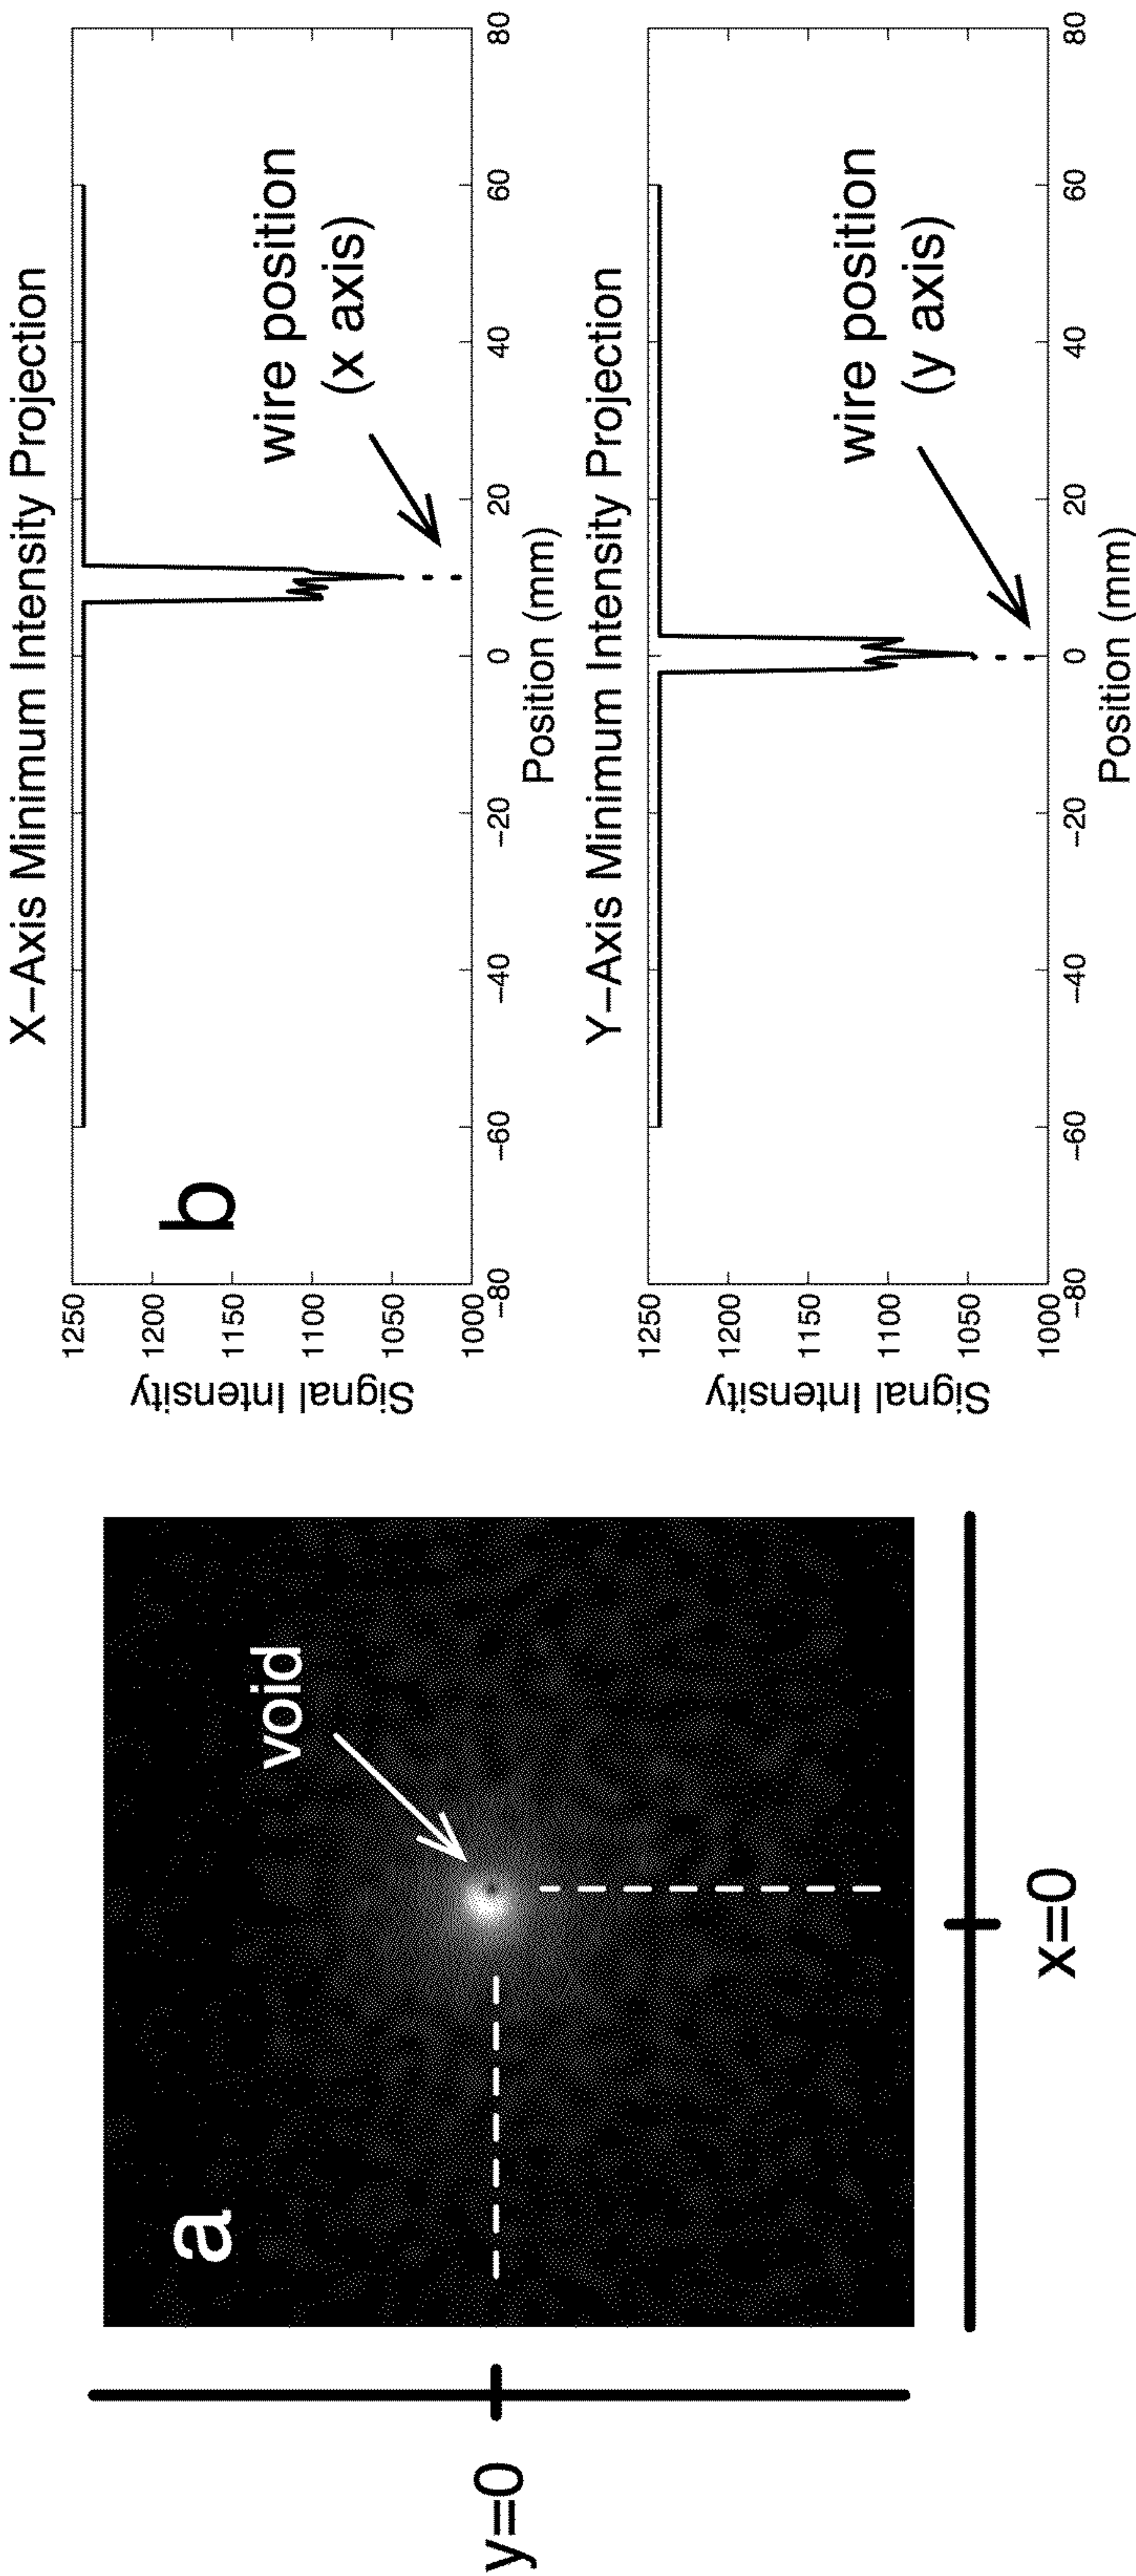 a
void
y=0
x=0
b
X−Axis Minimum Intensity Projection
Signal Intensity
1250
1200
1150
1100
1050
1000
wire position
(x axis)
−80 −60 −40 −20 0 20 40 60 80
Position (mm)
Y−Axis Minimum Intensity Projection
Signal Intensity
1250
1200
1150
1100
1050
1000
wire position
(y axis)
−80 −60 −40 −20 0 20 40 60 80
Position (mm)